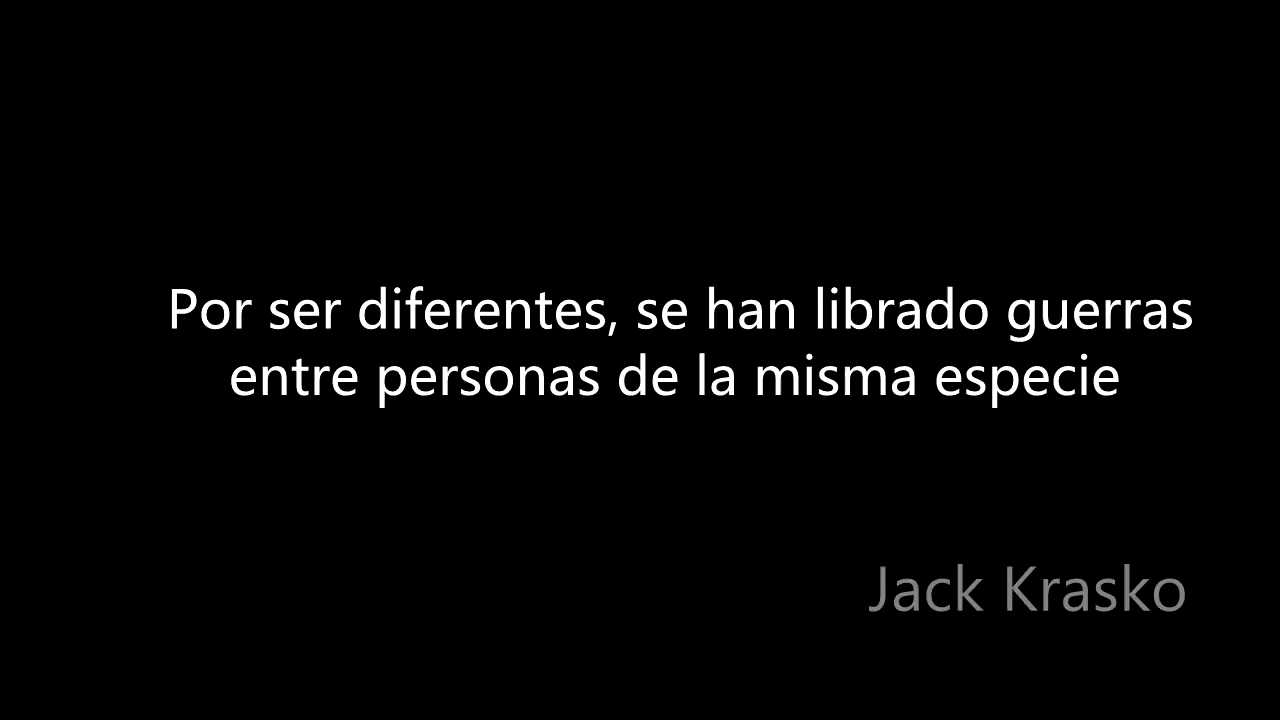 Por ser diferentes, se han librado guerras
entre personas de la misma especie
Jack Krasko